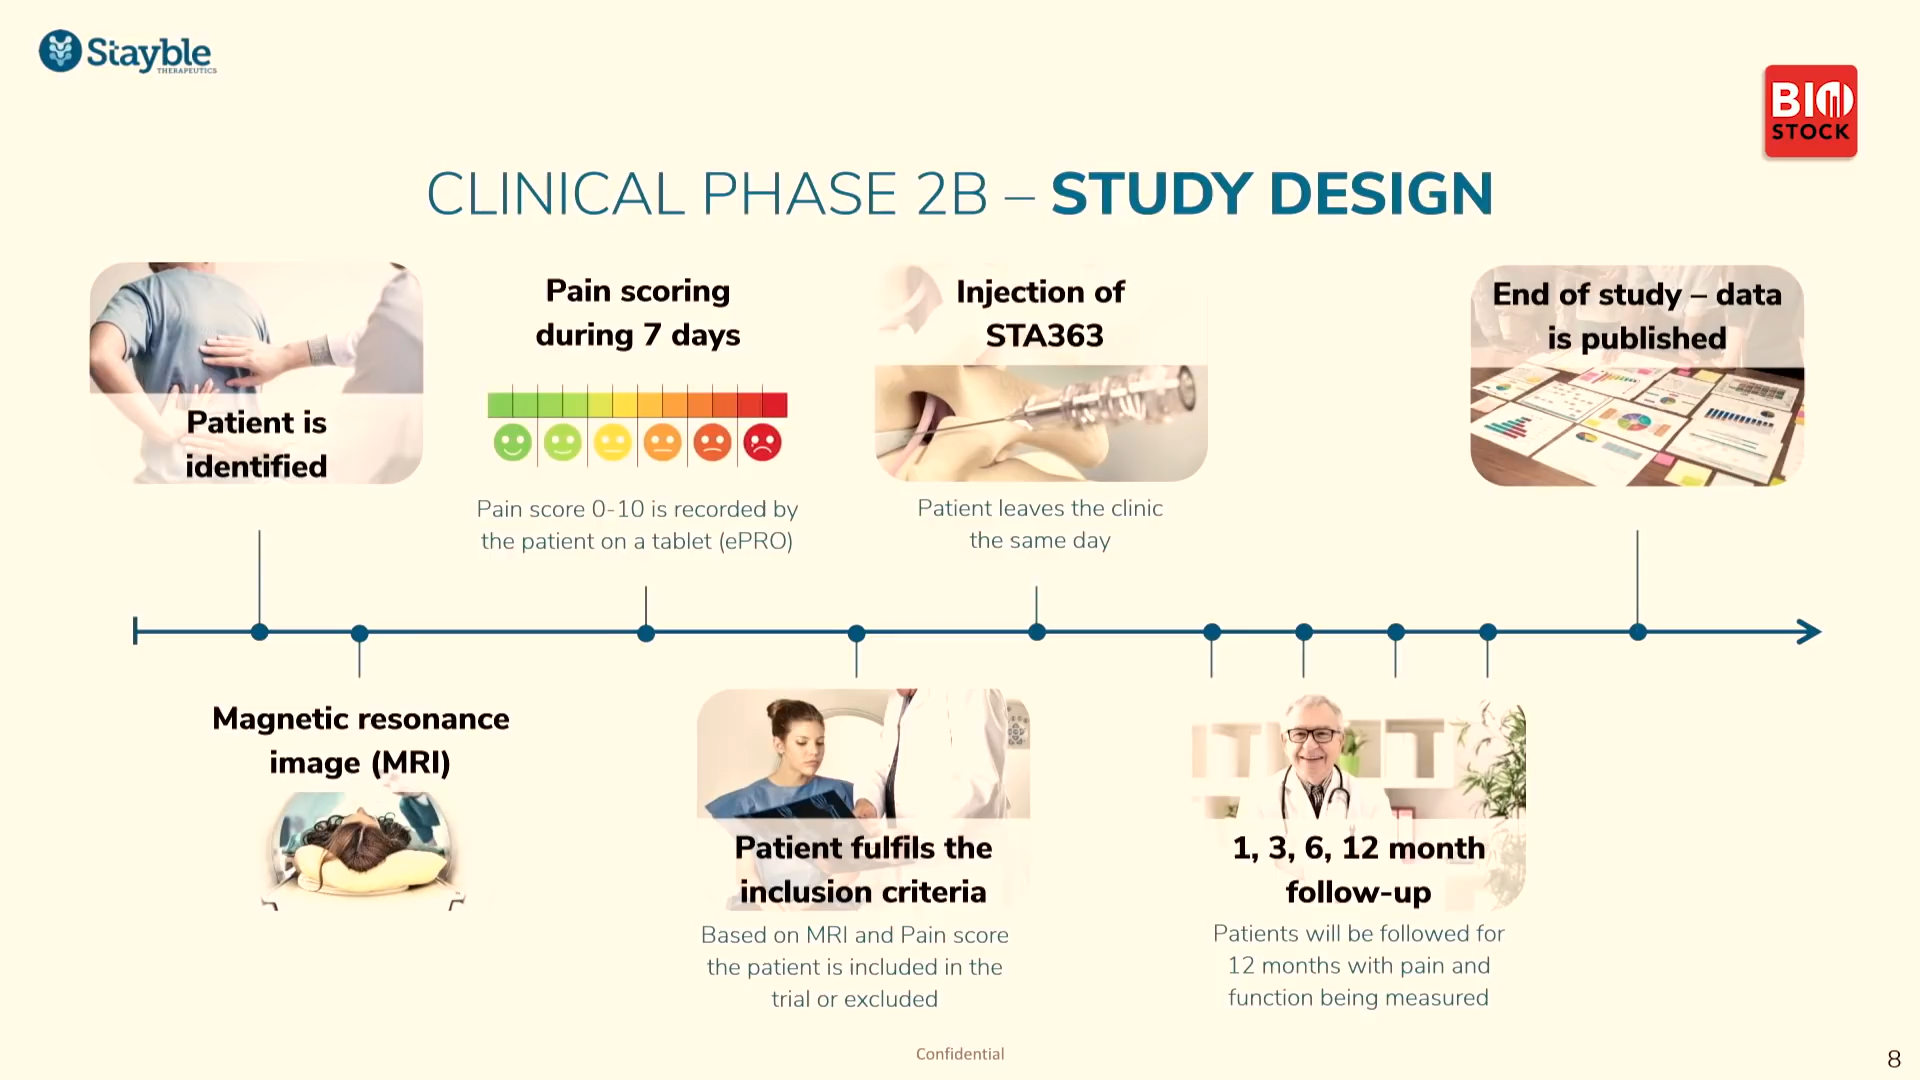 Stayble
THERAPEUTICS
BIO
STOCK
CLINICAL PHASE 2B – STUDY DESIGN
Patient is
identified
Pain scoring
during 7 days
Pain score 0-10 is recorded by
the patient on a tablet (ePRO)
Injection of
STA363
Patient leaves the clinic
the same day
End of study – data
is published
Magnetic resonance
image (MRI)
Patient fulfils the
inclusion criteria
Based on MRI and Pain score
the patient is included in the
trial or excluded
1, 3, 6, 12 month
follow-up
Patients will be followed for
12 months with pain and
function being measured
Confidential
8